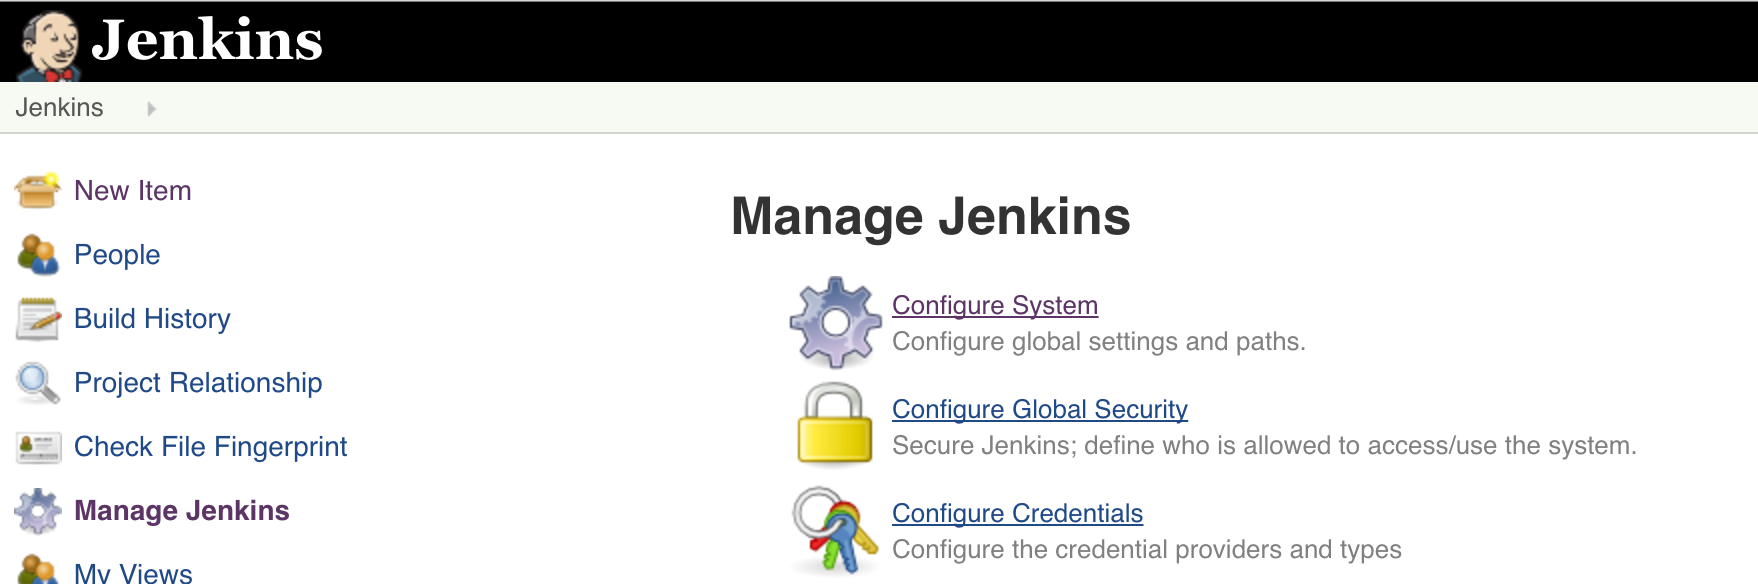 Jenkins
Jenkins
New Item
People
Build History
Project Relationship
Check File Fingerprint
Manage Jenkins
My Views
Manage Jenkins
Configure System
Configure global settings and paths.
Configure Global Security
Secure Jenkins; define who is allowed to access/use the system.
Configure Credentials
Configure the credential providers and types